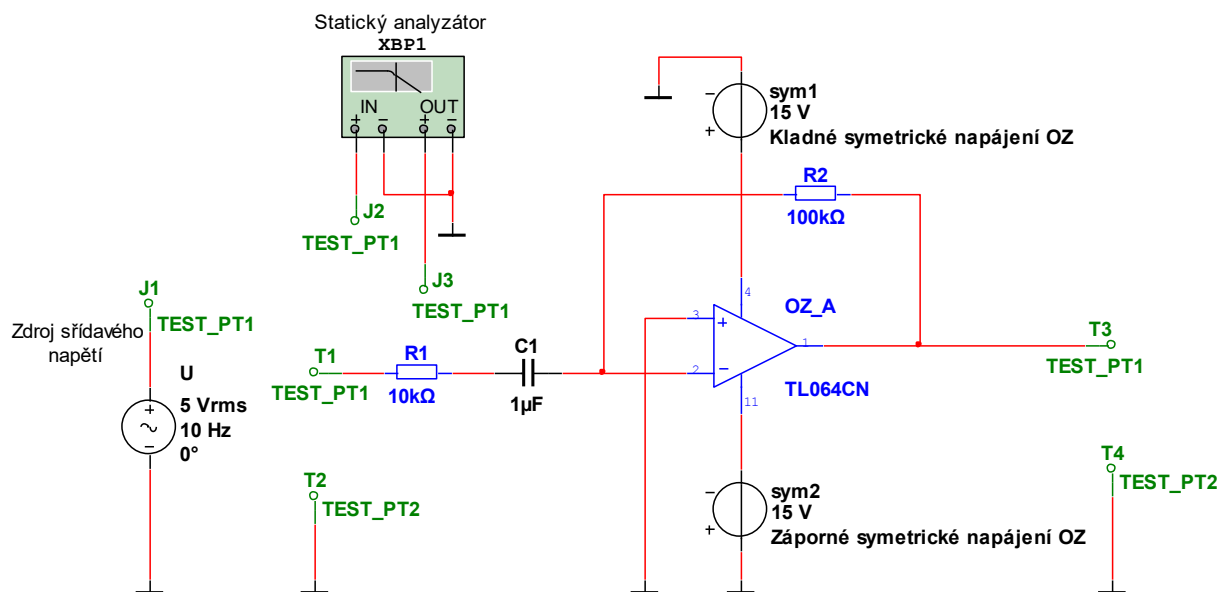 Statický analyzátor
XBP1
IN OUT
+ − + −
J2
TEST_PT1
J3
TEST_PT1
J1
TEST_PT1
Zdroj sřídavého
napětí
U
+
5 Vrms
10 Hz
0°
−
T1
TEST_PT1
R1
10kΩ
C1
1µF
T2
TEST_PT2
−
+
sym1
15 V
Kladné symetrické napájení OZ
R2
100kΩ
4
3
+
2
−
1
11
OZ_A
TL064CN
−
+
sym2
15 V
Záporné symetrické napájení OZ
T3
TEST_PT1
T4
TEST_PT2